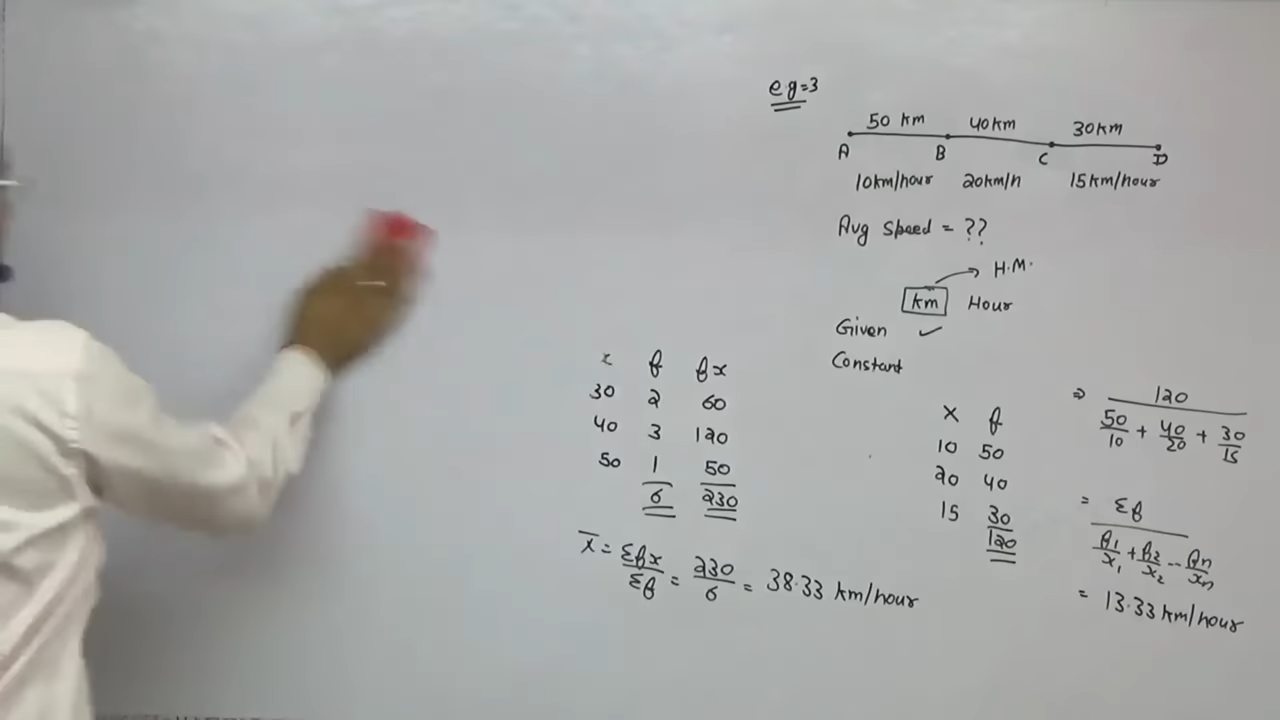 eg=3
50 km 40km 30km
A B C D
10km/hour 20km/h 15km/hour
Avg Speed = ??
H.M.
km Hour
Given ✓
Constant
x f fx
30 2 60
40 3 120
50 1 50
6 230
x̄ = Σfx/Σf = 230/6 = 38.33 km/hour
X f
10 50
20 40
15 30
120
⇒ 120/(50/10 + 40/20 + 30/15)
= Σf/(f1/x1 + f2/x2 - fn/xn)
= 13.33 km/hour